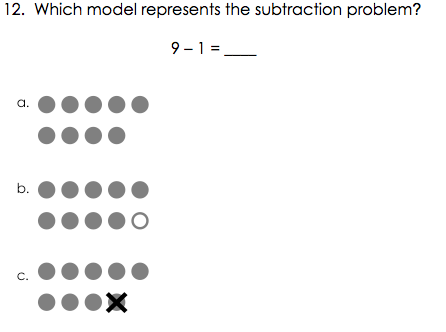 12. Which model represents the subtraction problem?
9 – 1 = ____
a.
b.
c.